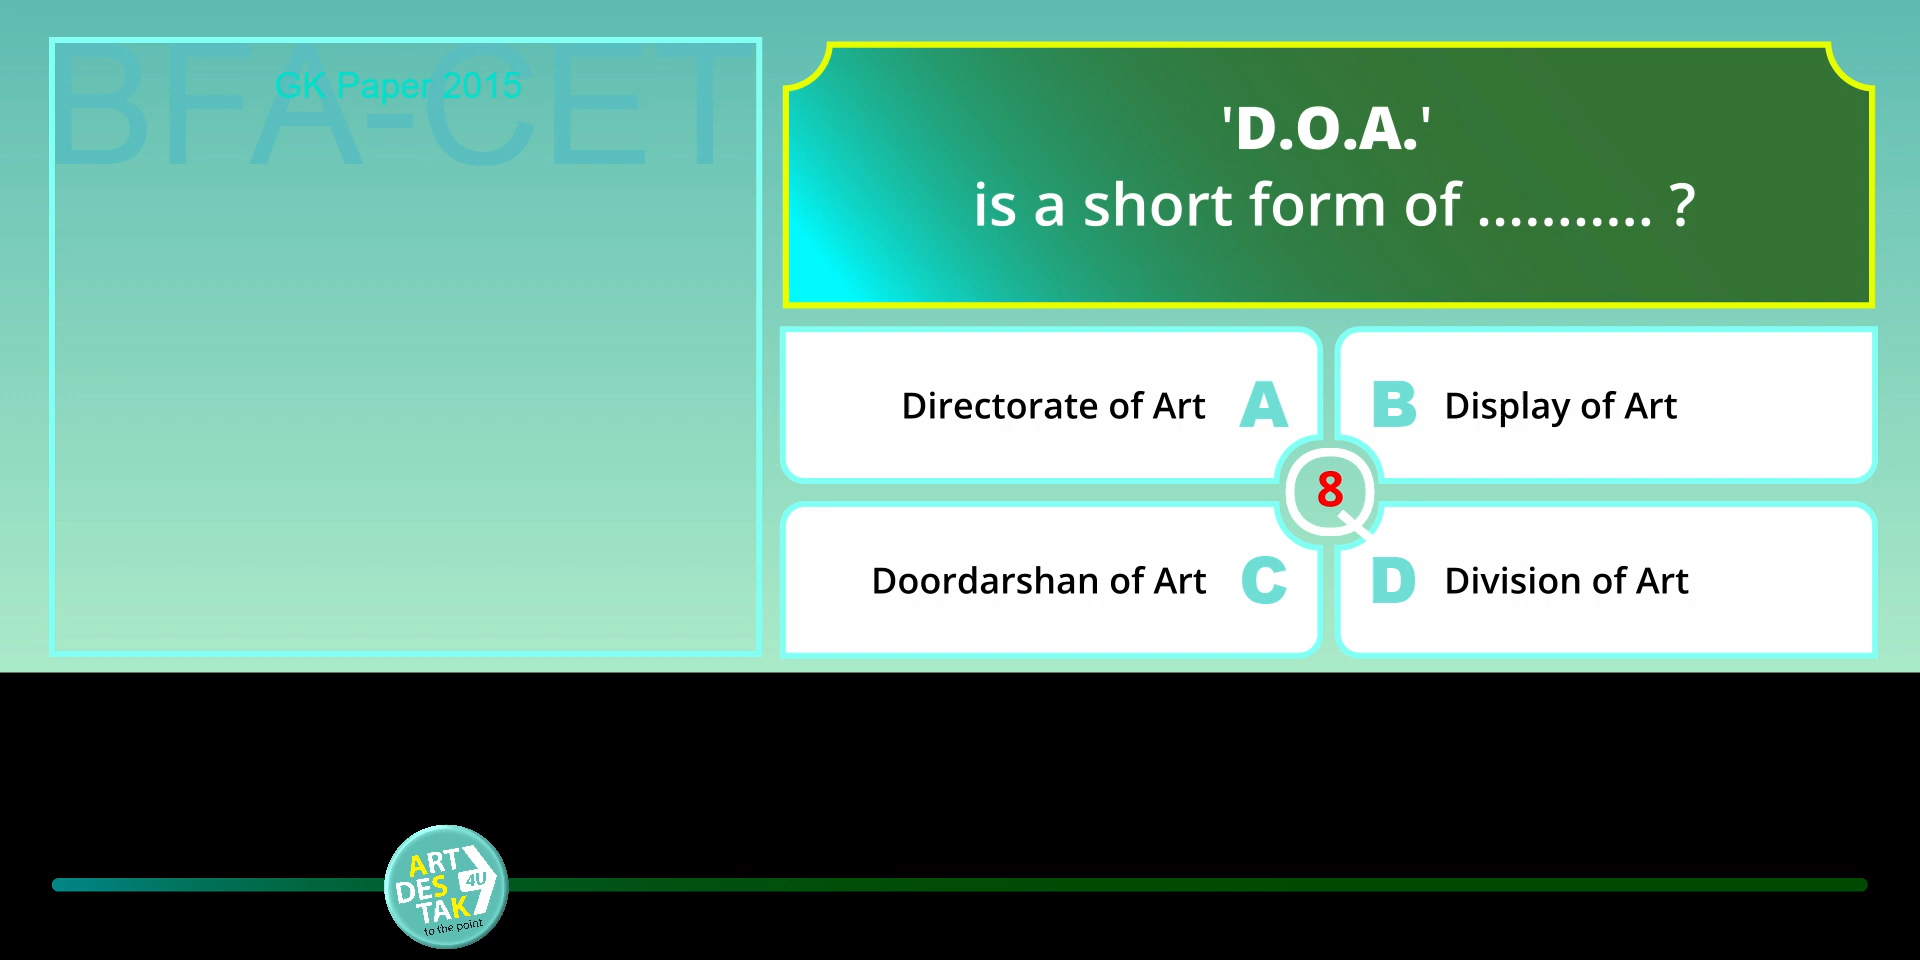 BFA-CET
GK Paper 2015
'D.O.A.'
is a short form of ........... ?
Directorate of Art A
B Display of Art
8
Doordarshan of Art C
D Division of Art
ART
DES 4U
TAK
to the point